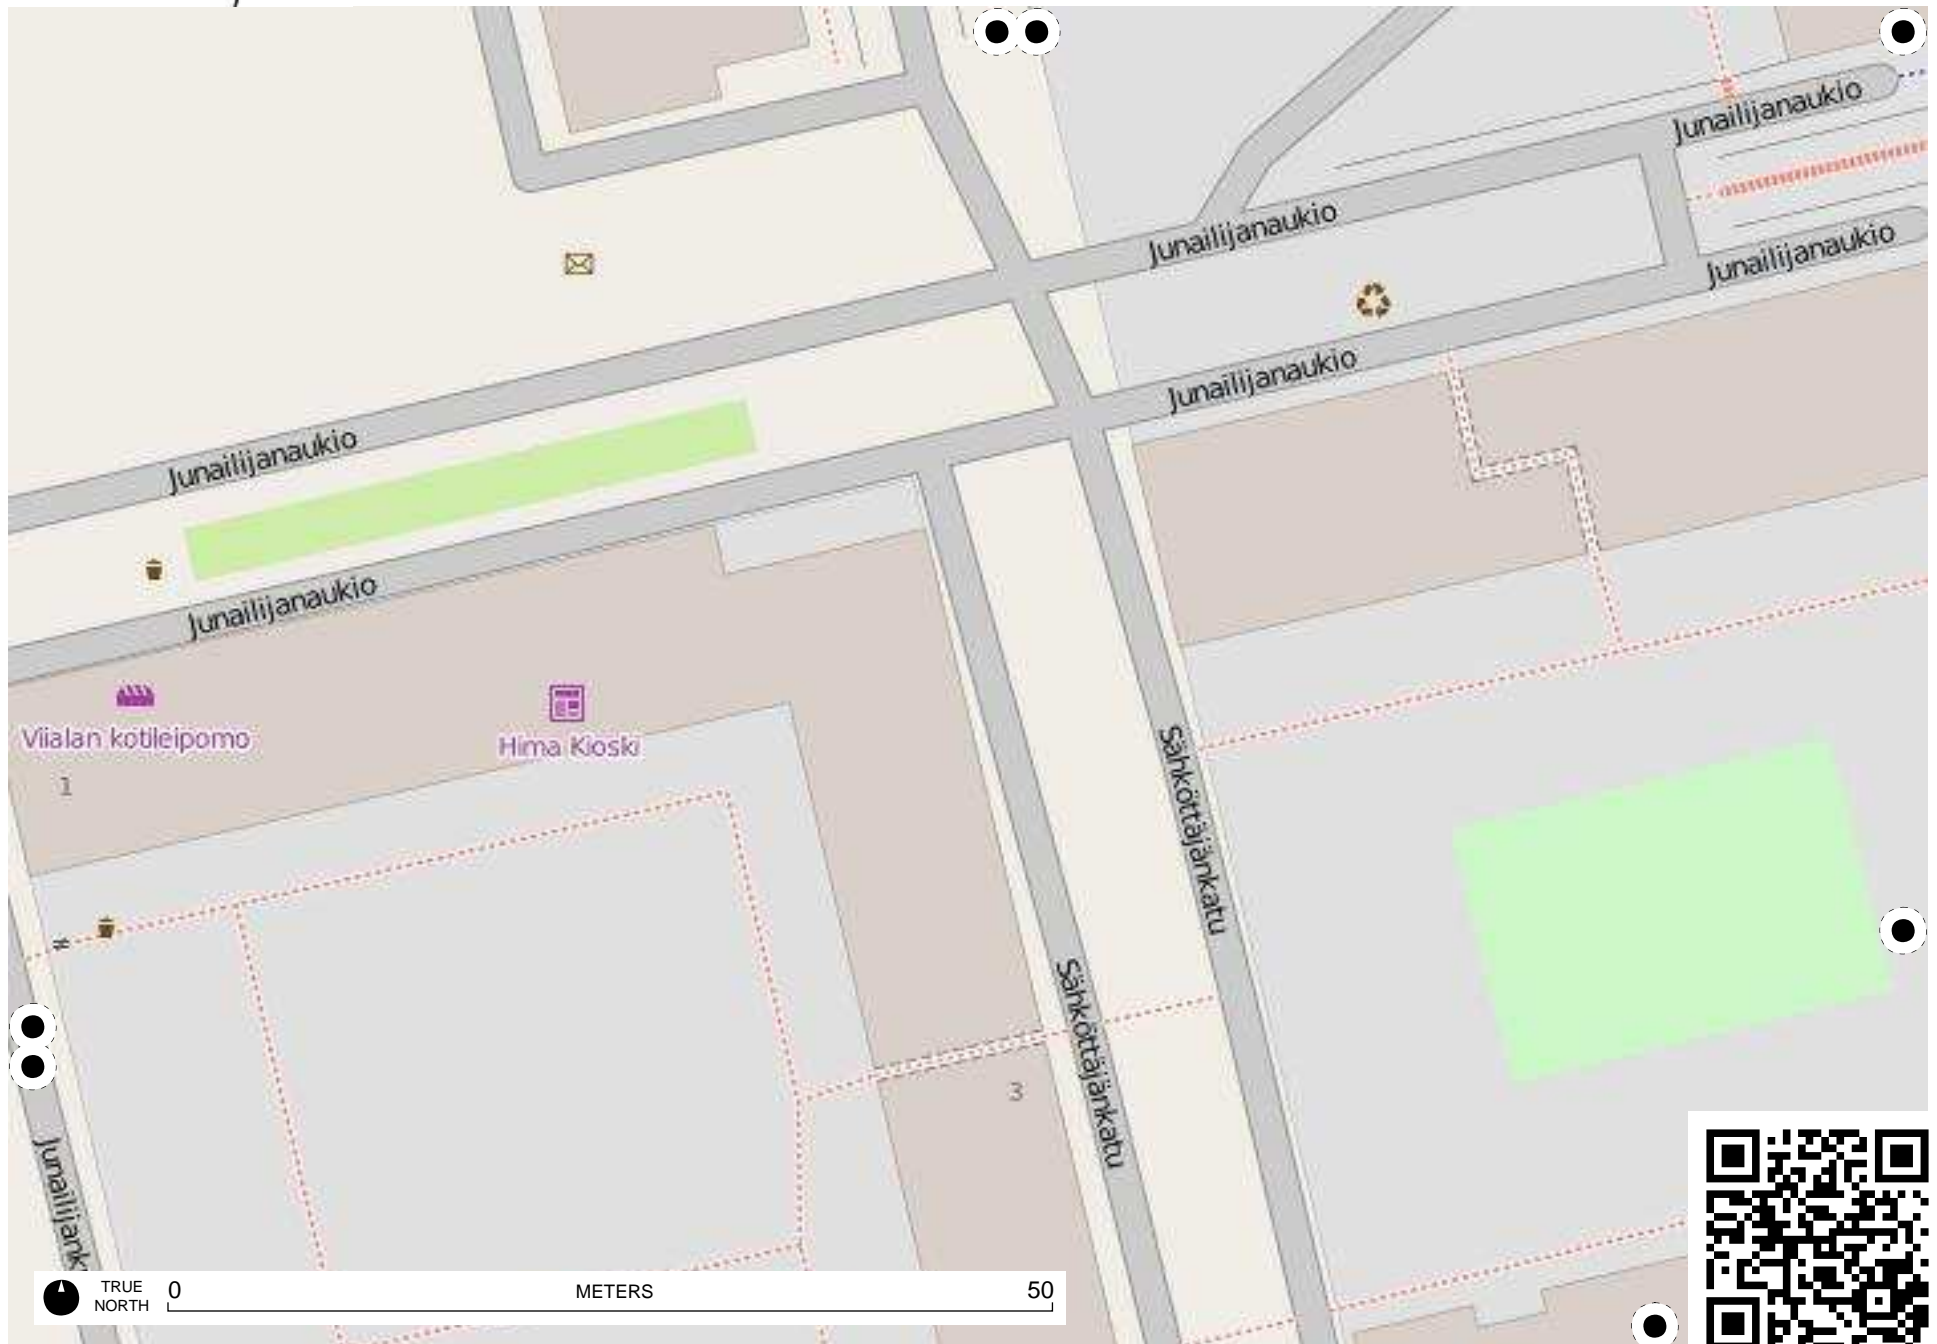 Junailijanaukio
Junailijanaukio
Junailijanaukio
Junailijanaukio
Junailijanaukio
Junailijanaukio
Viialan kotileipomo
Hima Kioski
1
Sähköttäjänkatu
Sähköttäjänkatu
3
Junailijank
TRUE
NORTH
0
METERS
50